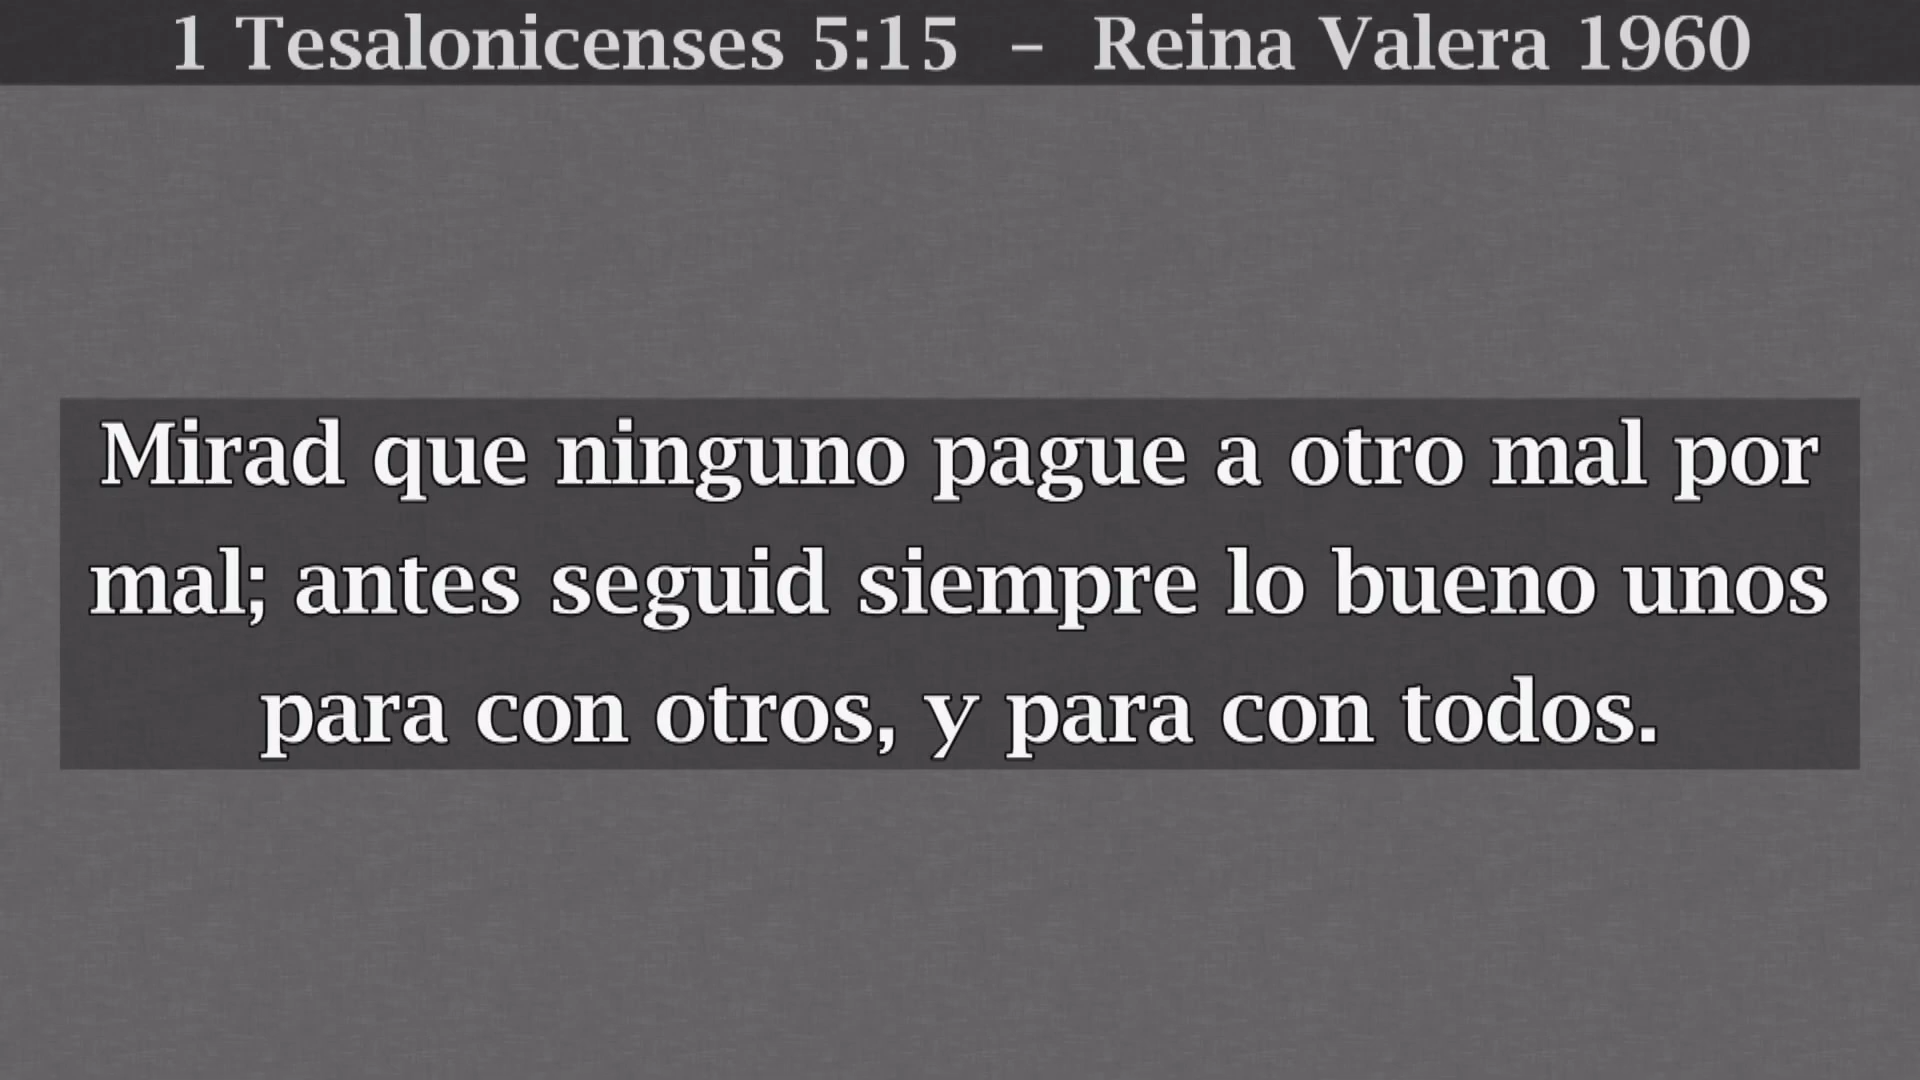 1 Tesalonicenses 5:15 – Reina Valera 1960
Mirad que ninguno pague a otro mal por
mal; antes seguid siempre lo bueno unos
para con otros, y para con todos.